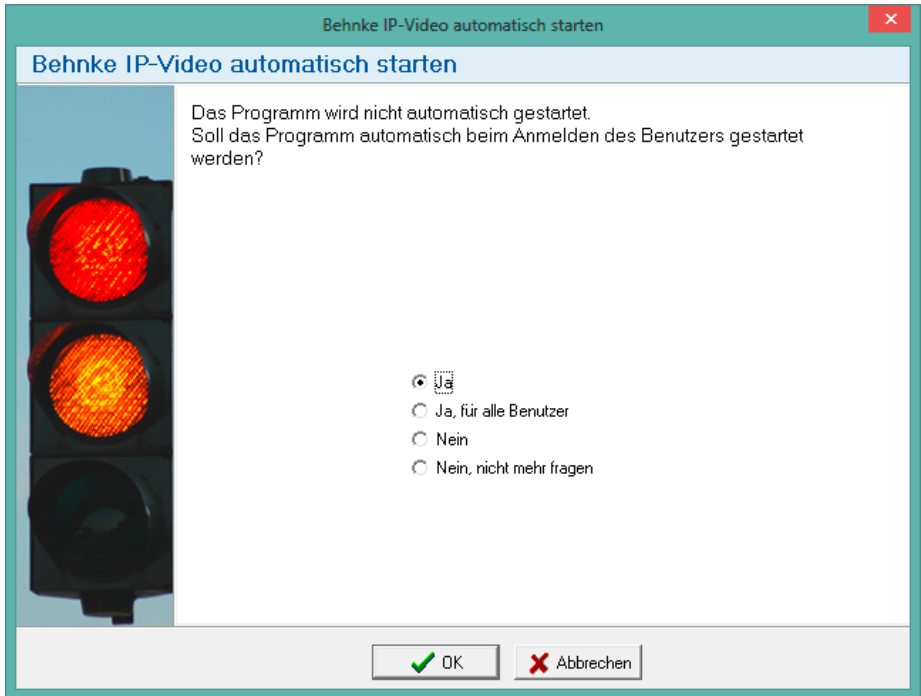 Behnke IP-Video automatisch starten
Behnke IP-Video automatisch starten
Das Programm wird nicht automatisch gestartet.
Soll das Programm automatisch beim Anmelden des Benutzers gestartet
werden?
Ja
Ja, für alle Benutzer
Nein
Nein, nicht mehr fragen
OK
Abbrechen